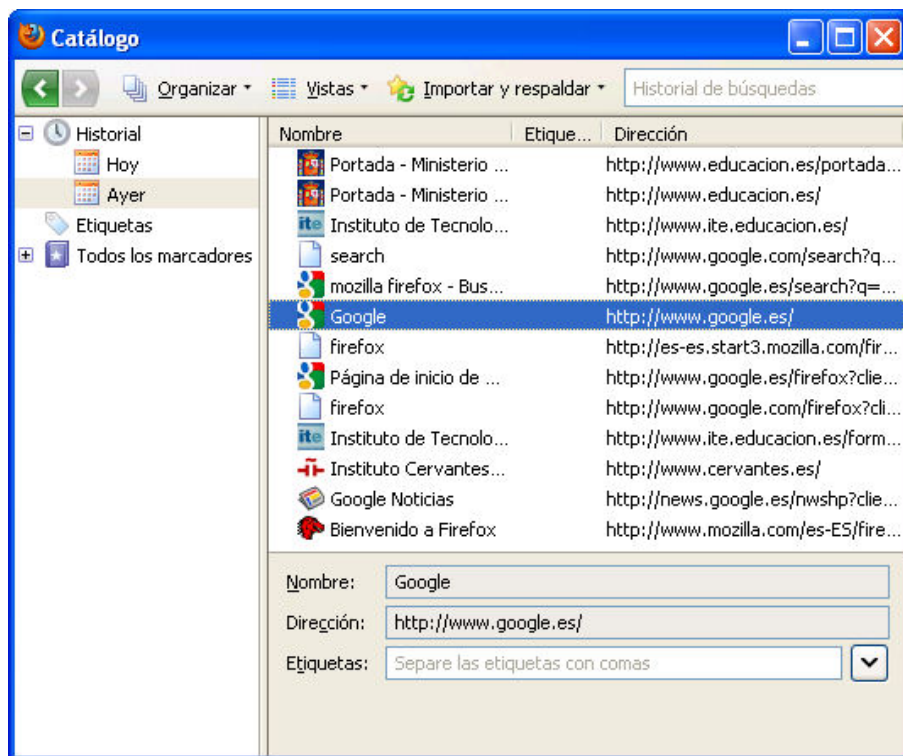 Catálogo
Organizar Vistas Importar y respaldar Historial de búsquedas
Historial
Hoy
Ayer
Etiquetas
Todos los marcadores
Nombre Etique... Dirección
Portada - Ministerio ... http://www.educacion.es/portada...
Portada - Ministerio ... http://www.educacion.es/
ite Instituto de Tecnolo... http://www.ite.educacion.es/
search http://www.google.com/search?q...
mozilla firefox - Bus... http://www.google.es/search?q=...
Google http://www.google.es/
firefox http://es-es.start3.mozilla.com/fir...
Página de inicio de ... http://www.google.es/firefox?clie...
firefox http://www.google.com/firefox?cli...
ite Instituto de Tecnolo... http://www.ite.educacion.es/form...
Instituto Cervantes... http://www.cervantes.es/
Google Noticias http://news.google.es/nwshp?clie...
Bienvenido a Firefox http://www.mozilla.com/es-ES/fire...
Nombre: Google
Dirección: http://www.google.es/
Etiquetas: Separe las etiquetas con comas